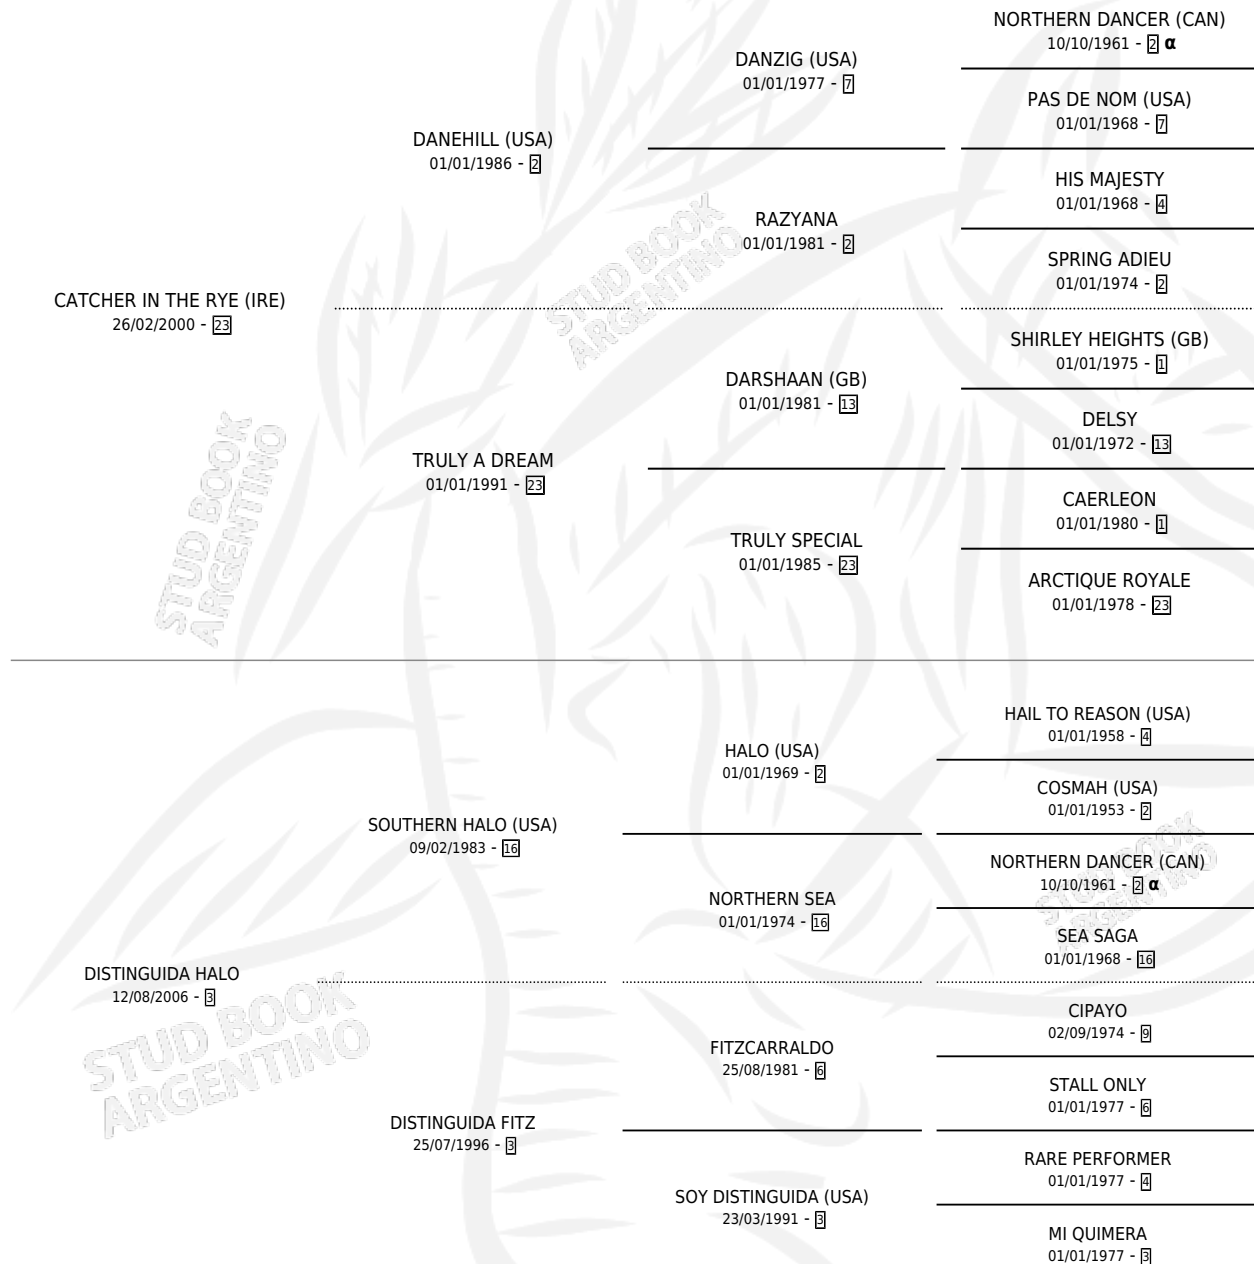 NORTHERN DANCER (CAN)
10/10/1961 - 2 α
DANZIG (USA)
01/01/1977 - 7
PAS DE NOM (USA)
01/01/1968 - 7
DANEHILL (USA)
01/01/1986 - 2
HIS MAJESTY
01/01/1968 - 4
RAZYANA
01/01/1981 - 2
SPRING ADIEU
01/01/1974 - 2
CATCHER IN THE RYE (IRE)
26/02/2000 - 23
SHIRLEY HEIGHTS (GB)
01/01/1975 - 1
DARSHAAN (GB)
01/01/1981 - 13
DELSY
01/01/1972 - 13
TRULY A DREAM
01/01/1991 - 23
CAERLEON
01/01/1980 - 1
TRULY SPECIAL
01/01/1985 - 23
ARCTIQUE ROYALE
01/01/1978 - 23
HAIL TO REASON (USA)
01/01/1958 - 4
HALO (USA)
01/01/1969 - 2
COSMAH (USA)
01/01/1953 - 2
SOUTHERN HALO (USA)
09/02/1983 - 16
NORTHERN DANCER (CAN)
10/10/1961 - 2 α
NORTHERN SEA
01/01/1974 - 16
SEA SAGA
01/01/1968 - 16
DISTINGUIDA HALO
12/08/2006 - 3
CIPAYO
02/09/1974 - 9
FITZCARRALDO
25/08/1981 - 6
STALL ONLY
01/01/1977 - 6
DISTINGUIDA FITZ
25/07/1996 - 3
RARE PERFORMER
01/01/1977 - 4
SOY DISTINGUIDA (USA)
23/03/1991 - 3
MI QUIMERA
01/01/1977 - 3
STUD BOOK
ARGENTINO
STUD BOOK
ARGENTINO
STUD BOOK
ARGENTINO
STUD BOOK
ARGENTINO